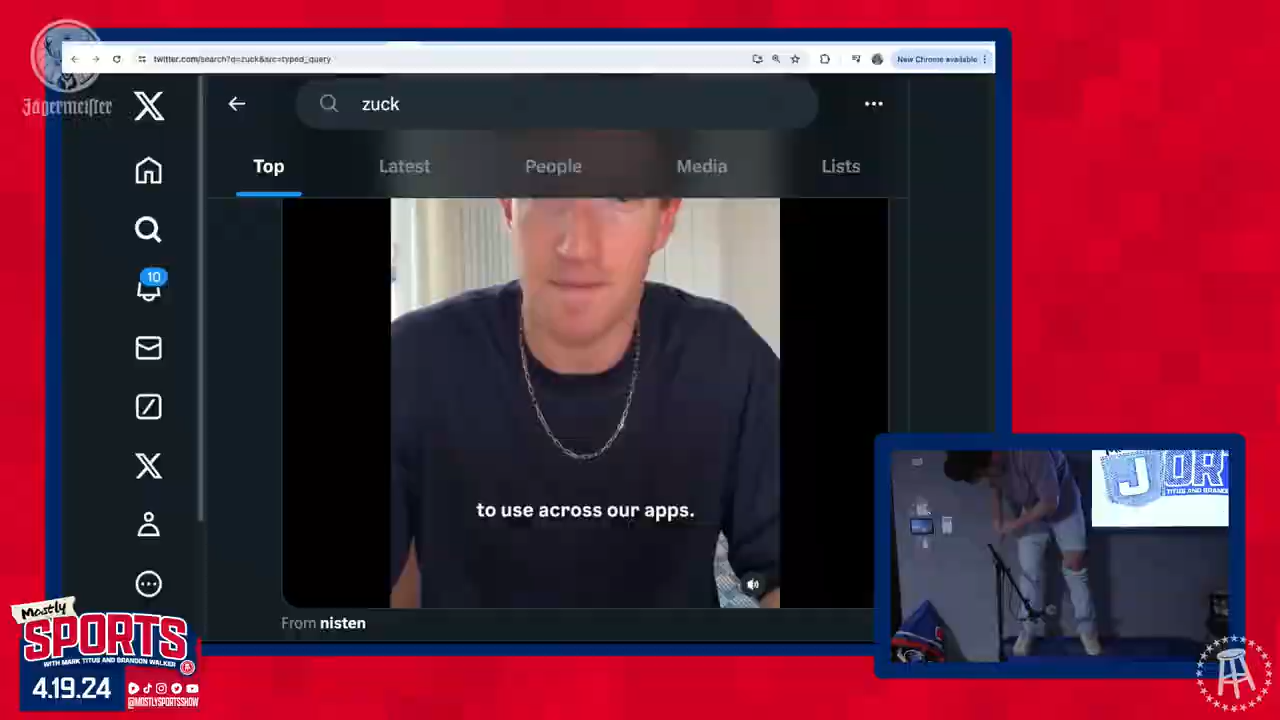 Jägermeister
twitter.com/search?q=zuck&src=typed_query
New Chrome available
zuck
Top
Latest
People
Media
Lists
10
to use across our apps.
From nisten
JOR
TITUS AND BRANDO
Mostly
SPORTS
WITH MARK TITUS AND BRANDON WALKER
4.19.24
@MOSTLYSPORTSSHOW